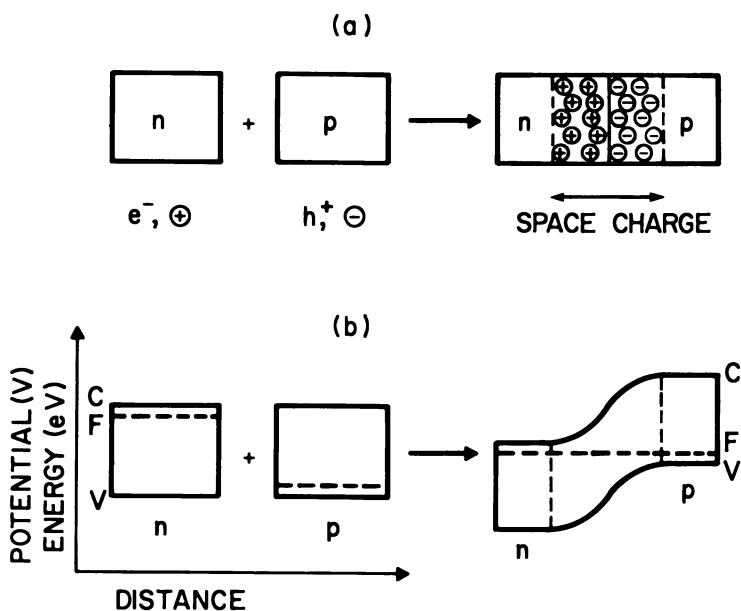 (a)
n + p n p
e⁻, ⊕ h,⁺ ⊖ SPACE CHARGE
(b)
POTENTIAL (V)
ENERGY (eV)
C
F
V
n + p
C
F
V
p
n
DISTANCE